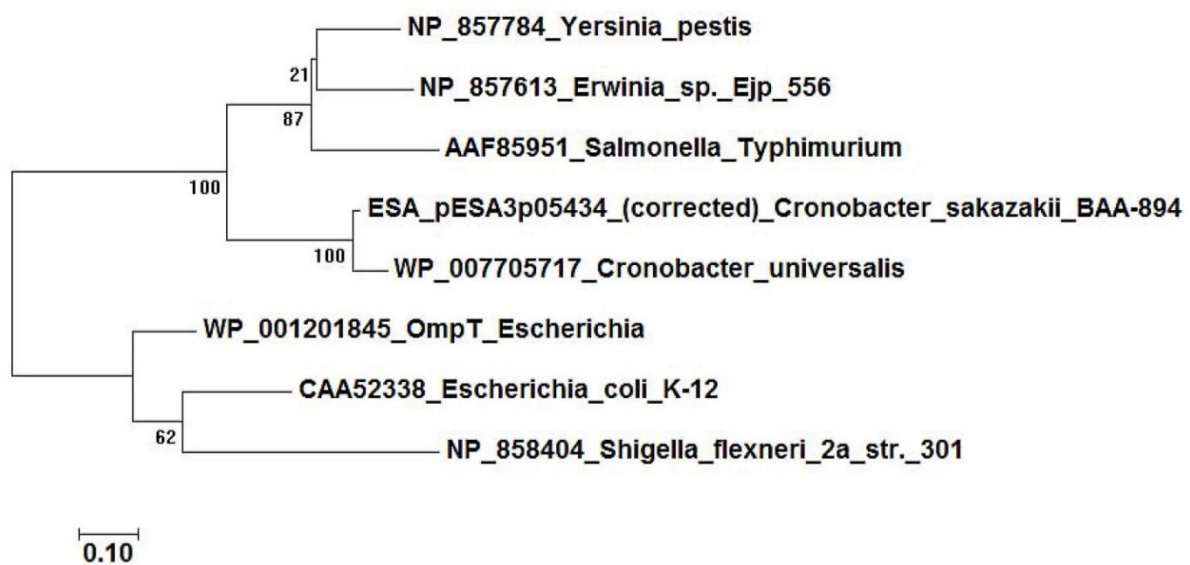 NP_857784_Yersinia_pestis
21
NP_857613_Erwinia_sp._Ejp_556
87
AAF85951_Salmonella_Typhimurium
100
ESA_pESA3p05434_(corrected)_Cronobacter_sakazakii_BAA-894
100
WP_007705717_Cronobacter_universalis
WP_001201845_OmpT_Escherichia
CAA52338_Escherichia_coli_K-12
62
NP_858404_Shigella_flexneri_2a_str._301
0.10